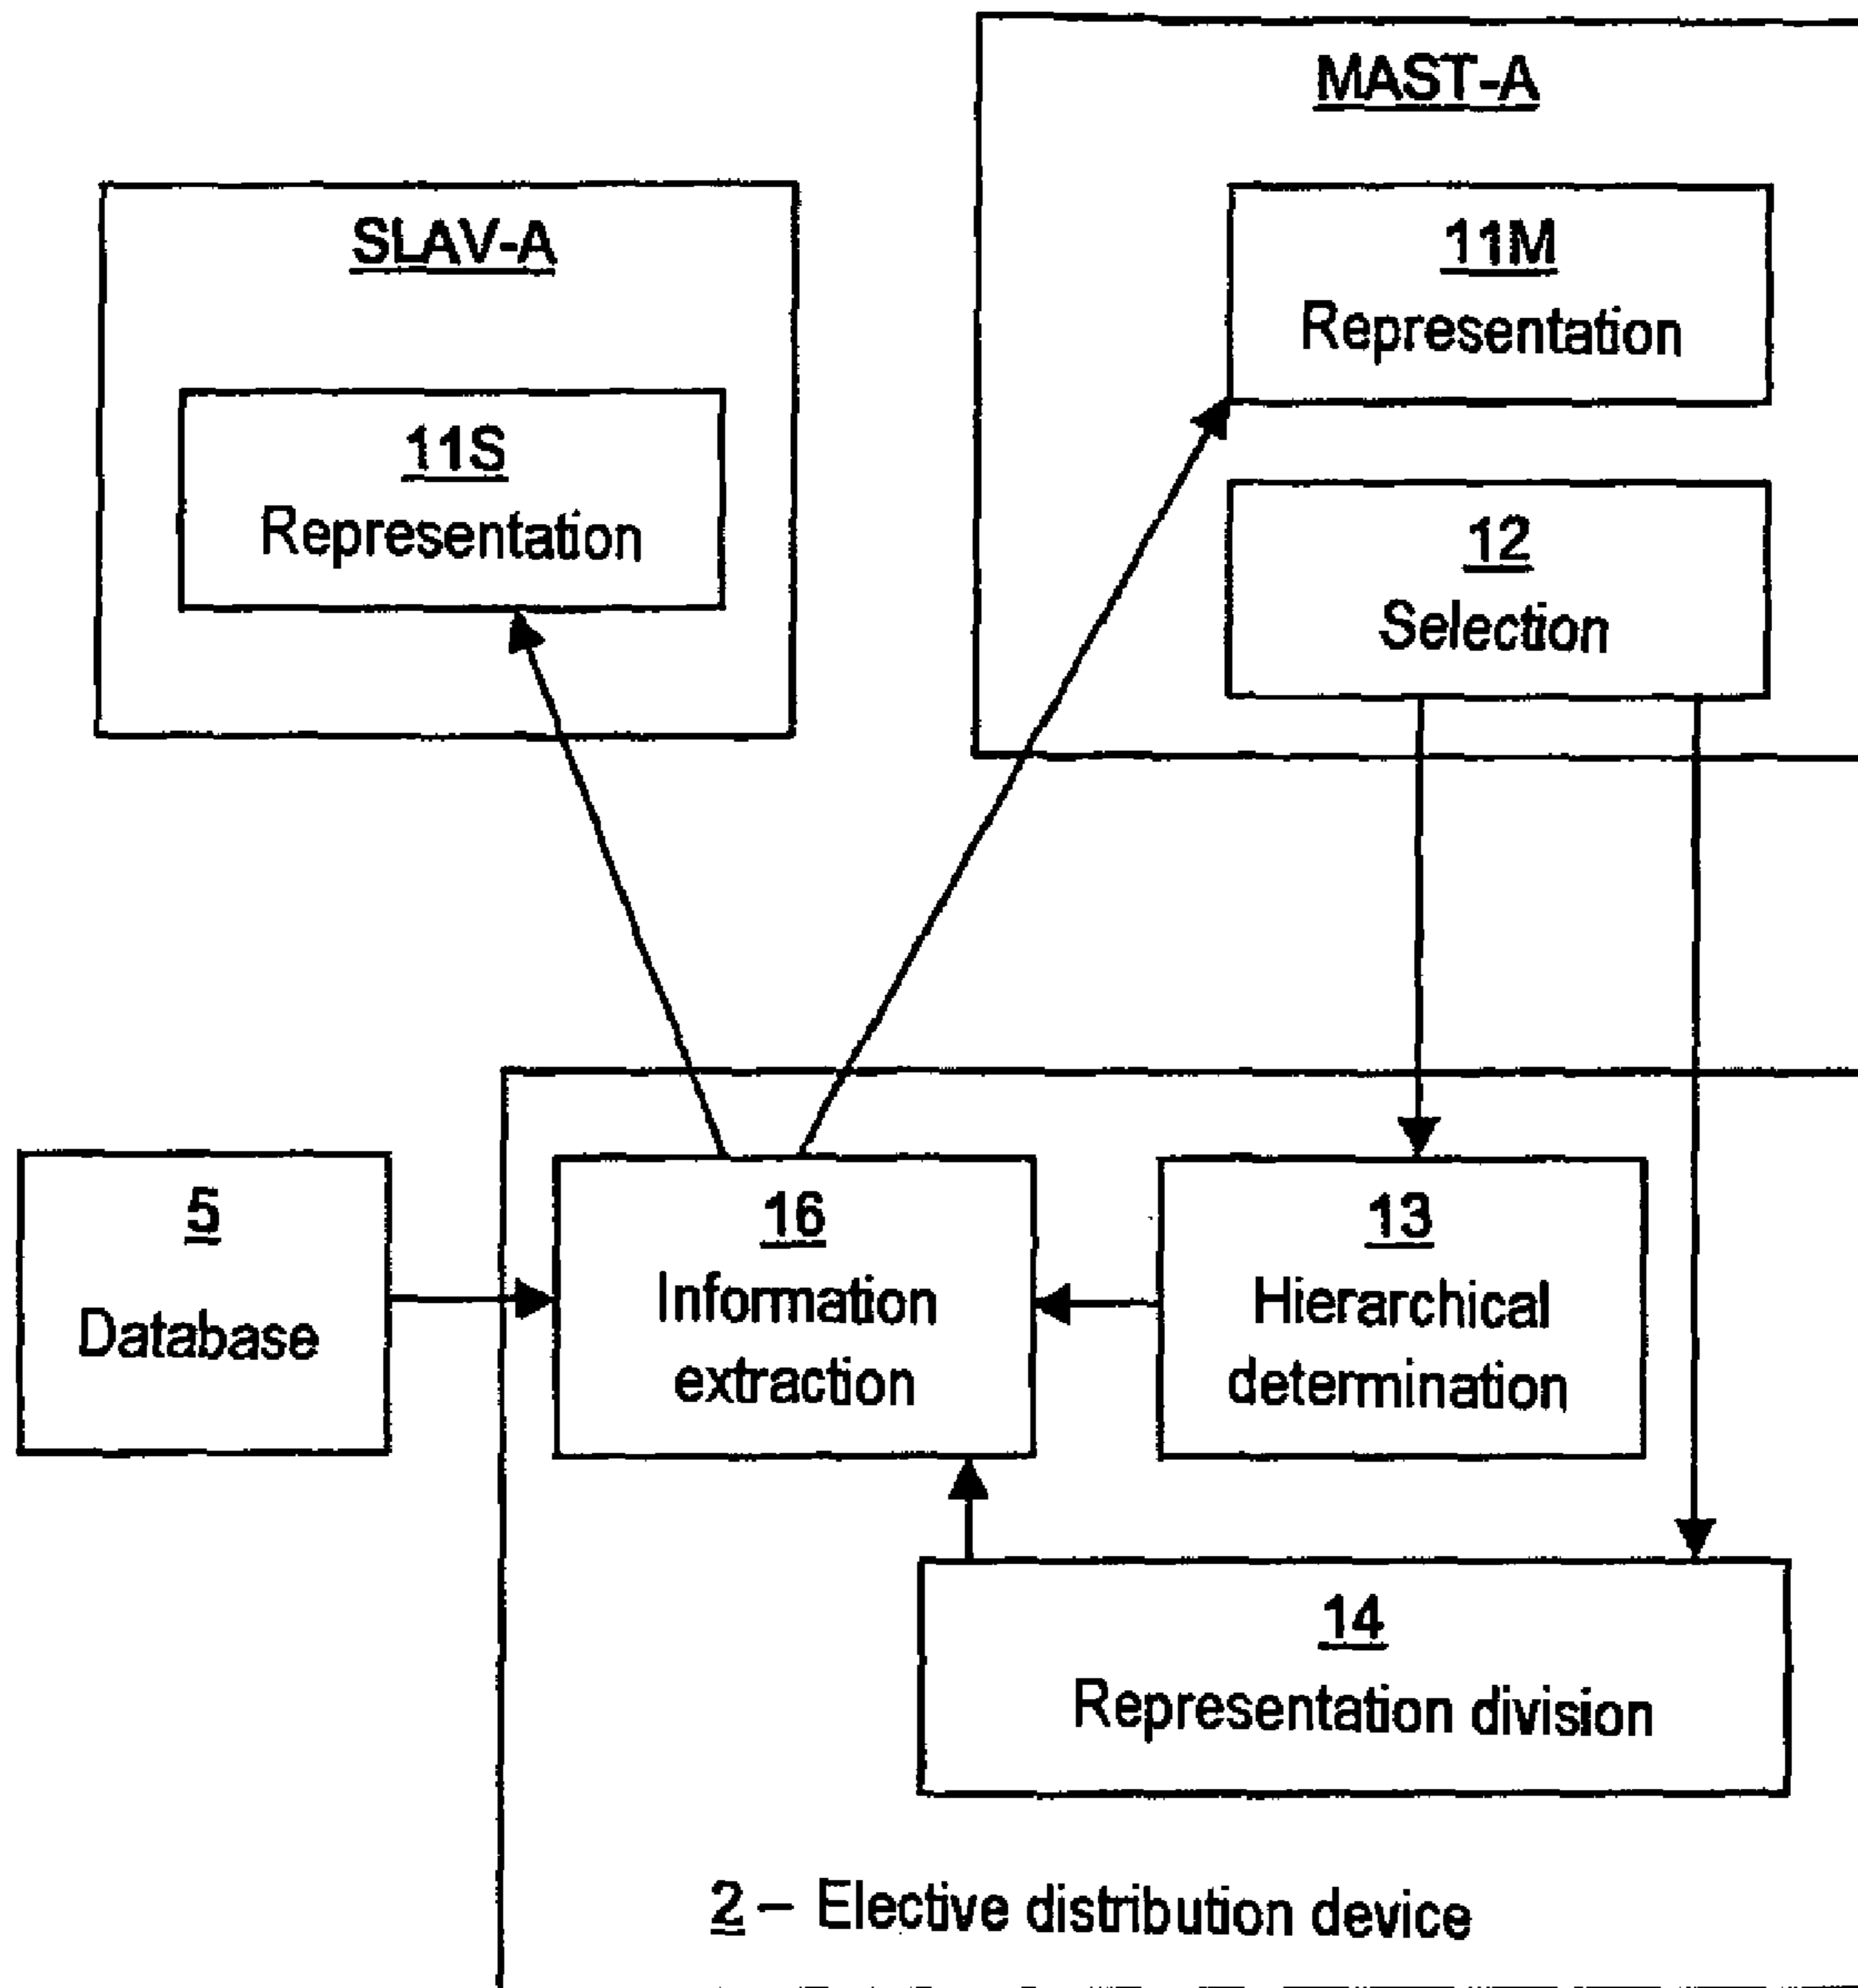 MAST-A
SLAV-A
11M
Representation
11S
Representation
12
Selection
5
Database
16
Information
extraction
13
Hierarchical
determination
14
Representation division
2 – Elective distribution device